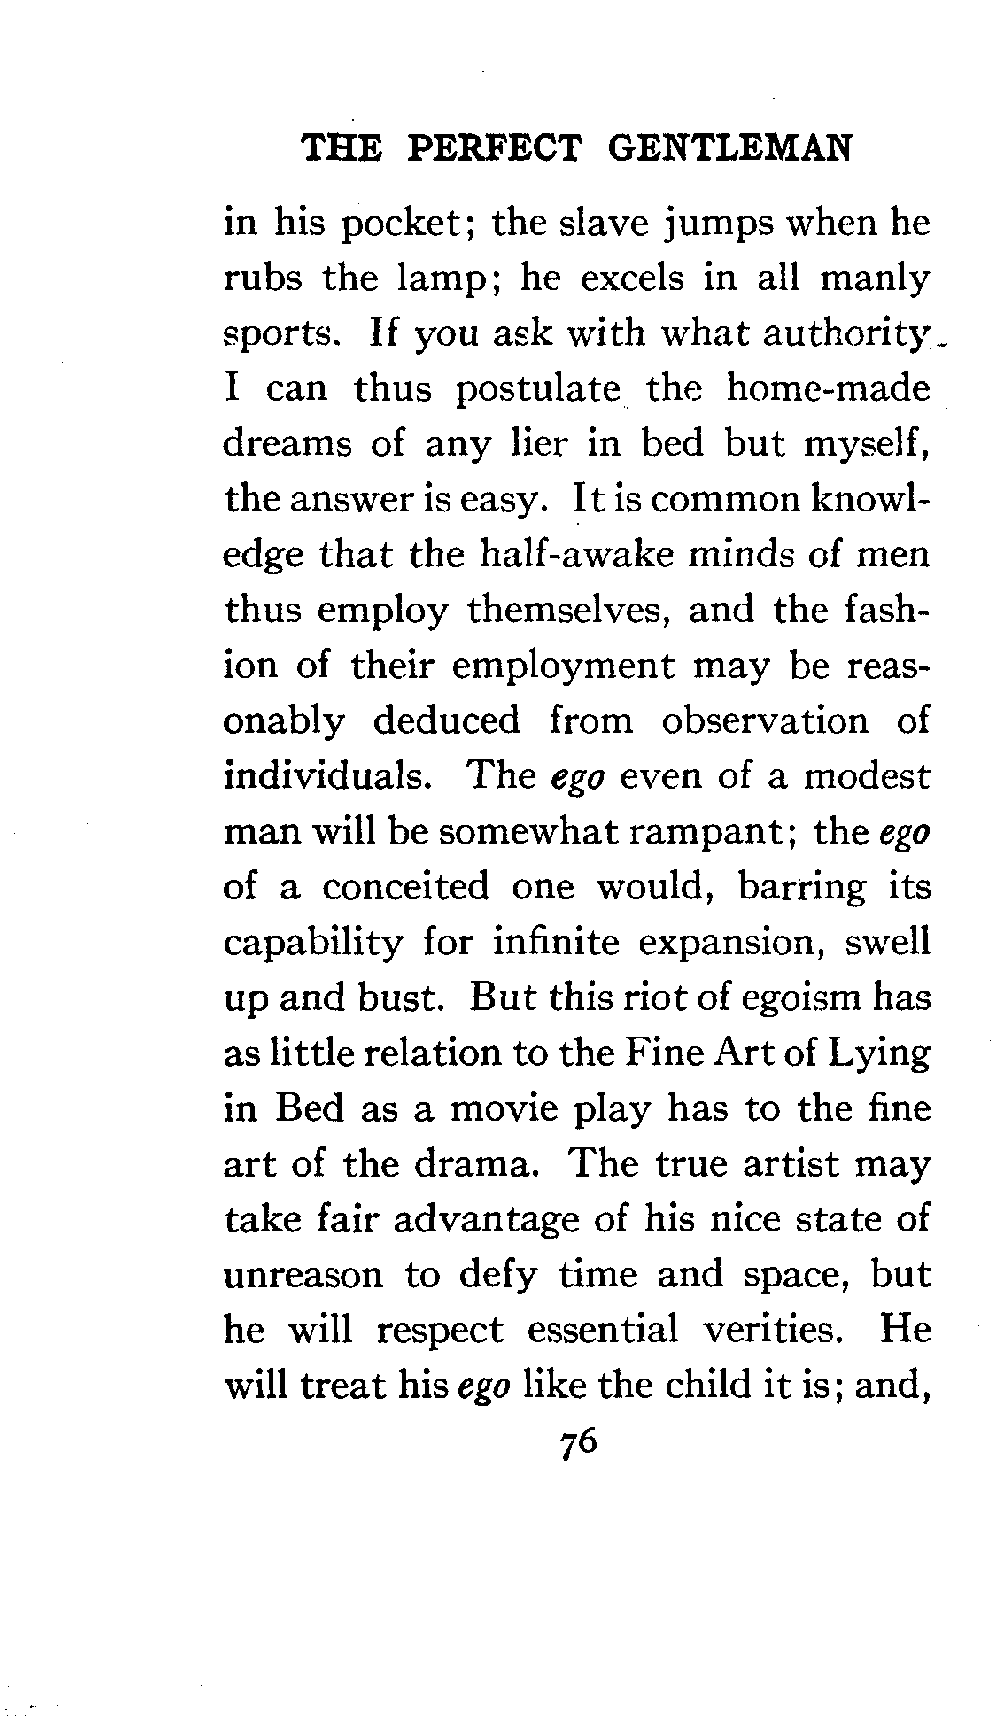 THE PERFECT GENTLEMAN
in his pocket; the slave jumps when he
rubs the lamp; he excels in all manly
sports. If you ask with what authority
I can thus postulate the home-made
dreams of any lier in bed but myself,
the answer is easy. It is common knowl-
edge that the half-awake minds of men
thus employ themselves, and the fash-
ion of their employment may be reas-
onably deduced from observation of
individuals. The ego even of a modest
man will be somewhat rampant; the ego
of a conceited one would, barring its
capability for infinite expansion, swell
up and bust. But this riot of egoism has
as little relation to the Fine Art of Lying
in Bed as a movie play has to the fine
art of the drama. The true artist may
take fair advantage of his nice state of
unreason to defy time and space, but
he will respect essential verities. He
will treat his ego like the child it is; and,
76